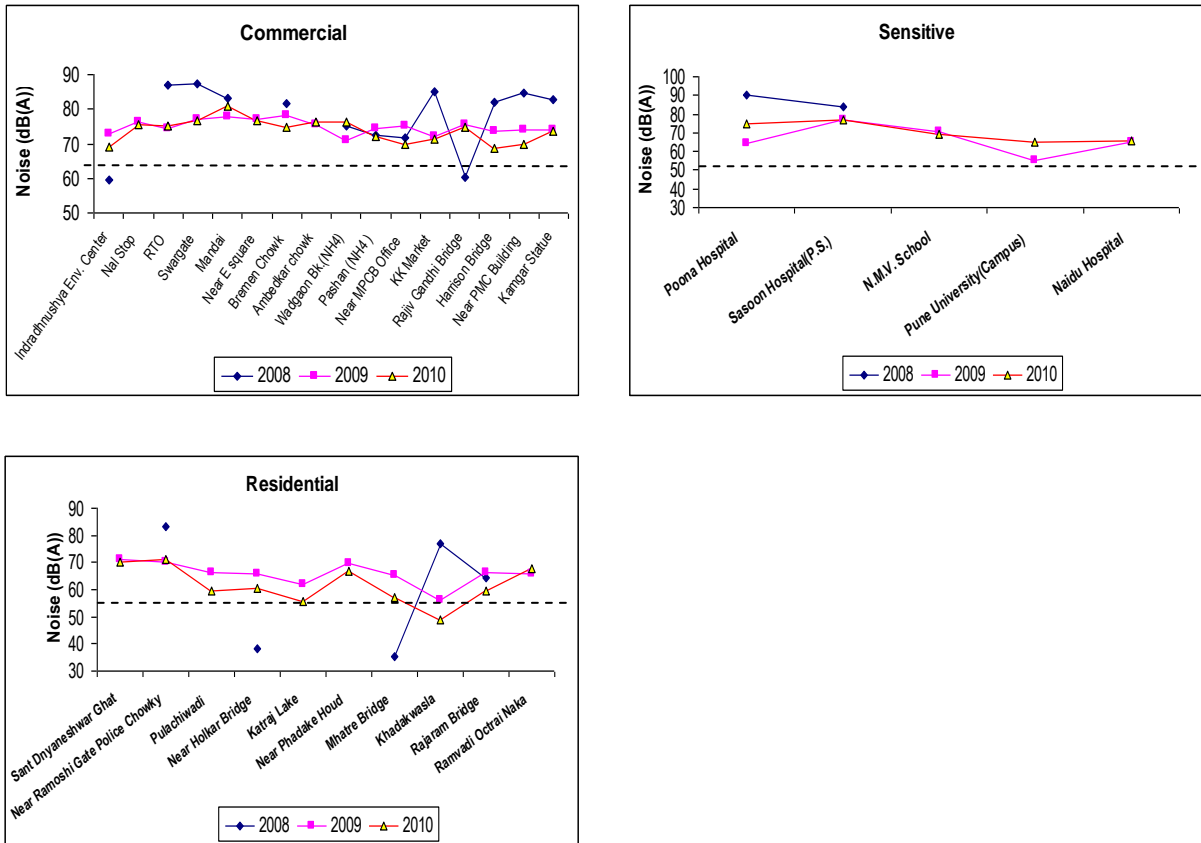 Commercial
Noise (dB(A))
90
80
70
60
50
Indradhnushya Env. Center
Nal Stop
RTO
Swargate
Mandai
Near E square
Bremen Chowk
Ambedkar chowk
Wadgaon Bk.(NH4)
Pashan (NH4 )
Near MPCB Office
KK Market
Rajiv Gandhi Bridge
Harrison Bridge
Near PMC Building
Kamgar Statue
2008 2009 2010
Sensitive
Noise (dB(A))
100
90
80
70
60
50
40
30
Poona Hospital
Sasoon Hospital(P.S.)
N.M.V. School
Pune University(Campus)
Naidu Hospital
2008 2009 2010
Residential
Noise (dB(A))
90
80
70
60
50
40
30
Sant Dnyaneshwar Ghat
Near Ramoshi Gate Police Chowky
Pulachiwadi
Near Holkar Bridge
Katraj Lake
Near Phadake Houd
Mhatre Bridge
Khadakwasla
Rajaram Bridge
Ramvadi Octrai Naka
2008 2009 2010